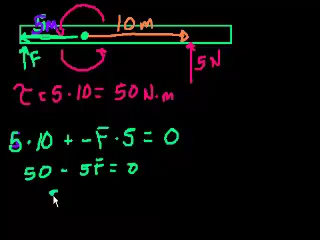 5m 10m
F 5N
τ = 5 · 10 = 50 N · m
5 · 10 + -F · 5 = 0
50 - 5F = 0